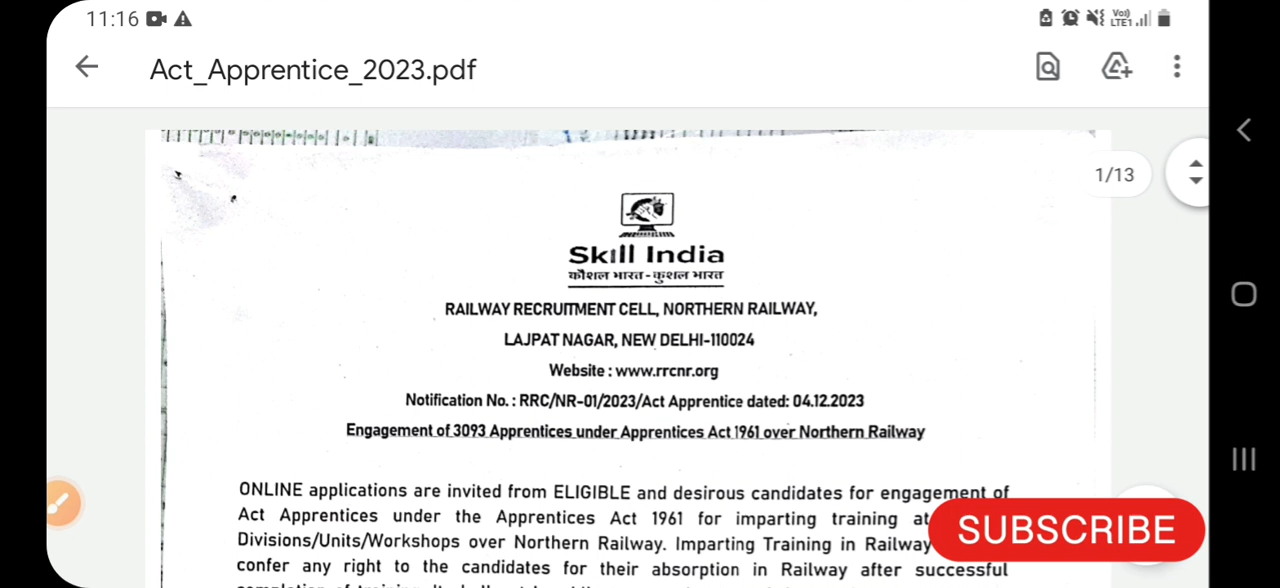 11:16
Vo))
LTE1
Act_Apprentice_2023.pdf
1/13
Skill India
कौशल भारत-कुशल भारत
RAILWAY RECRUITMENT CELL, NORTHERN RAILWAY,
LAJPAT NAGAR, NEW DELHI-110024
Website : www.rrcnr.org
Notification No. : RRC/NR-01/2023/Act Apprentice dated: 04.12.2023
Engagement of 3093 Apprentices under Apprentices Act 1961 over Northern Railway
ONLINE applications are invited from ELIGIBLE and desirous candidates for engagement of
Act Apprentices under the Apprentices Act 1961 for imparting training at
Divisions/Units/Workshops over Northern Railway. Imparting Training in Railway
confer any right to the candidates for their absorption in Railway after successful
SUBSCRIBE